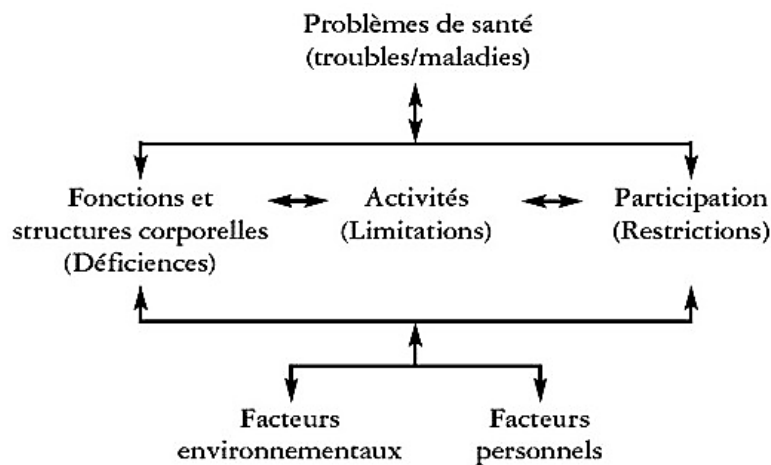 Problèmes de santé
(troubles/maladies)
Fonctions et
structures corporelles
(Déficiences)
Activités
(Limitations)
Participation
(Restrictions)
Facteurs
environnementaux
Facteurs
personnels